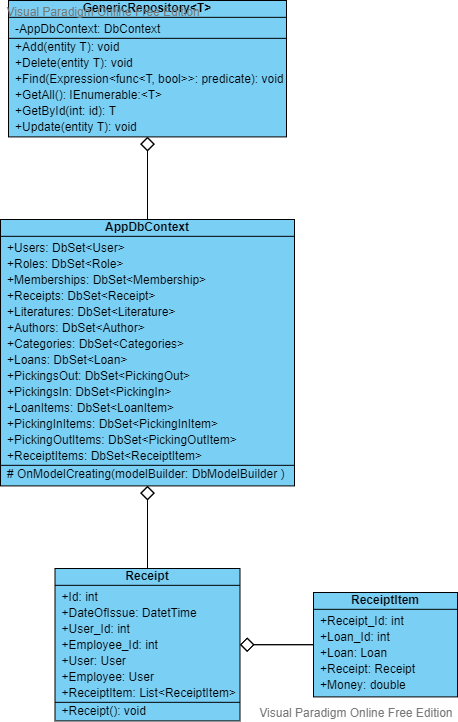 Visual Paradigm Online Free Edition
GenericRepository<T>
-AppDbContext: DbContext
+Add(entity T): void
+Delete(entity T): void
+Find(Expression<func<T, bool>>: predicate): void
+GetAll(): IEnumerable:<T>
+GetById(int: id): T
+Update(entity T): void
AppDbContext
+Users: DbSet<User>
+Roles: DbSet<Role>
+Memberships: DbSet<Membership>
+Receipts: DbSet<Receipt>
+Literatures: DbSet<Literature>
+Authors: DbSet<Author>
+Categories: DbSet<Categories>
+Loans: DbSet<Loan>
+PickingsOut: DbSet<PickingOut>
+PickingsIn: DbSet<PickingIn>
+LoanItems: DbSet<LoanItem>
+PickingInItems: DbSet<PickingInItem>
+PickingOutItems: DbSet<PickingOutItem>
+ReceiptItems: DbSet<ReceiptItem>
# OnModelCreating(modelBuilder: DbModelBuilder )
Receipt
+Id: int
+DateOfIssue: DatetTime
+User_Id: int
+Employee_Id: int
+User: User
+Employee: User
+ReceiptItem: List<ReceiptItem>
+Receipt(): void
ReceiptItem
+Receipt_Id: int
+Loan_Id: int
+Loan: Loan
+Receipt: Receipt
+Money: double
Visual Paradigm Online Free Edition